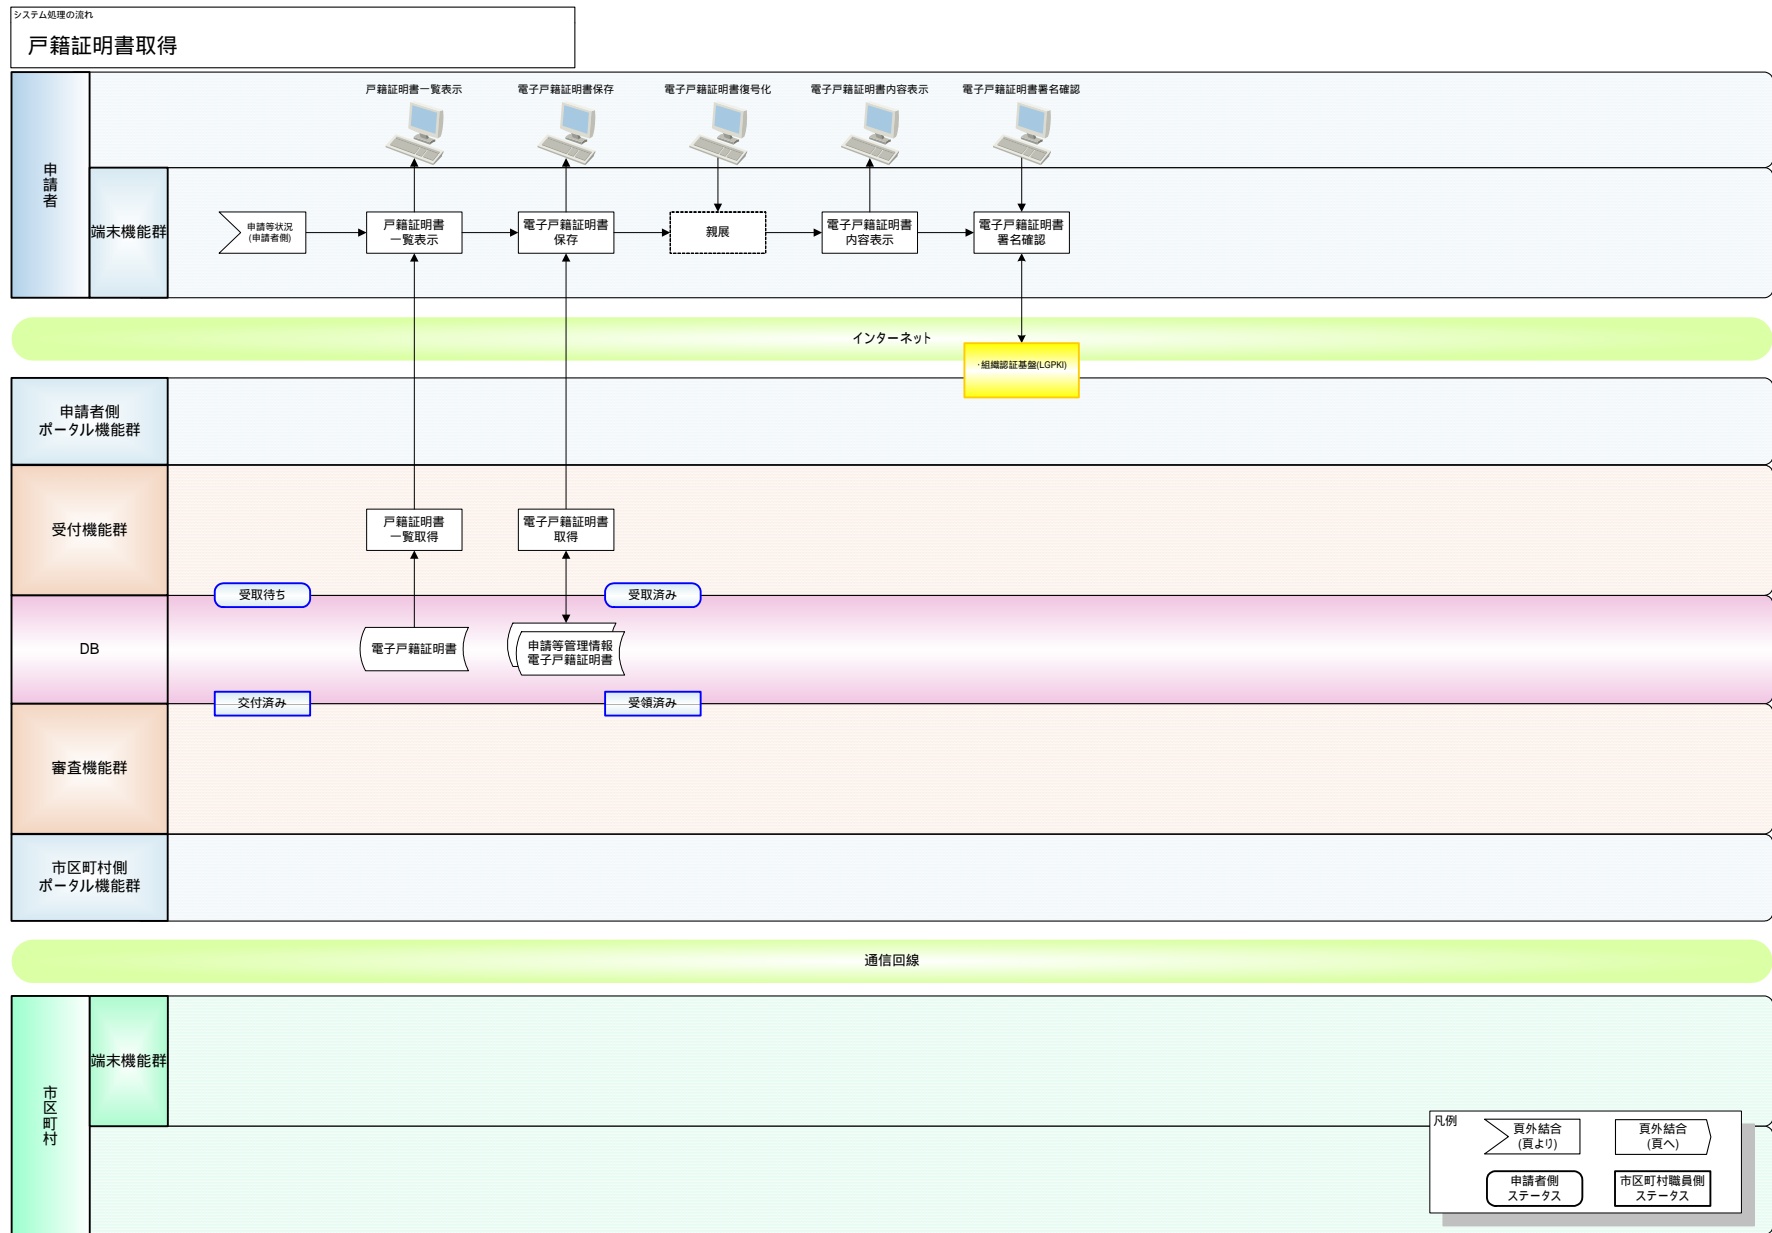 システム処理の流れ
戸籍証明書取得
戸籍証明書一覧表示
電子戸籍証明書保存
電子戸籍証明書復号化
電子戸籍証明書内容表示
電子戸籍証明書署名確認
申請者
端末機能群
申請等状況
(申請者側)
戸籍証明書
一覧表示
電子戸籍証明書
保存
親展
電子戸籍証明書
内容表示
電子戸籍証明書
署名確認
インターネット
・組織認証基盤(LGPKI)
申請者側
ポータル機能群
受付機能群
戸籍証明書
一覧取得
電子戸籍証明書
取得
受取待ち
受取済み
DB
電子戸籍証明書
申請等管理情報
電子戸籍証明書
交付済み
受領済み
審査機能群
市区町村側
ポータル機能群
通信回線
市区町村
端末機能群
凡例
頁外結合
(頁より)
頁外結合
(頁へ)
申請者側
ステータス
市区町村職員側
ステータス